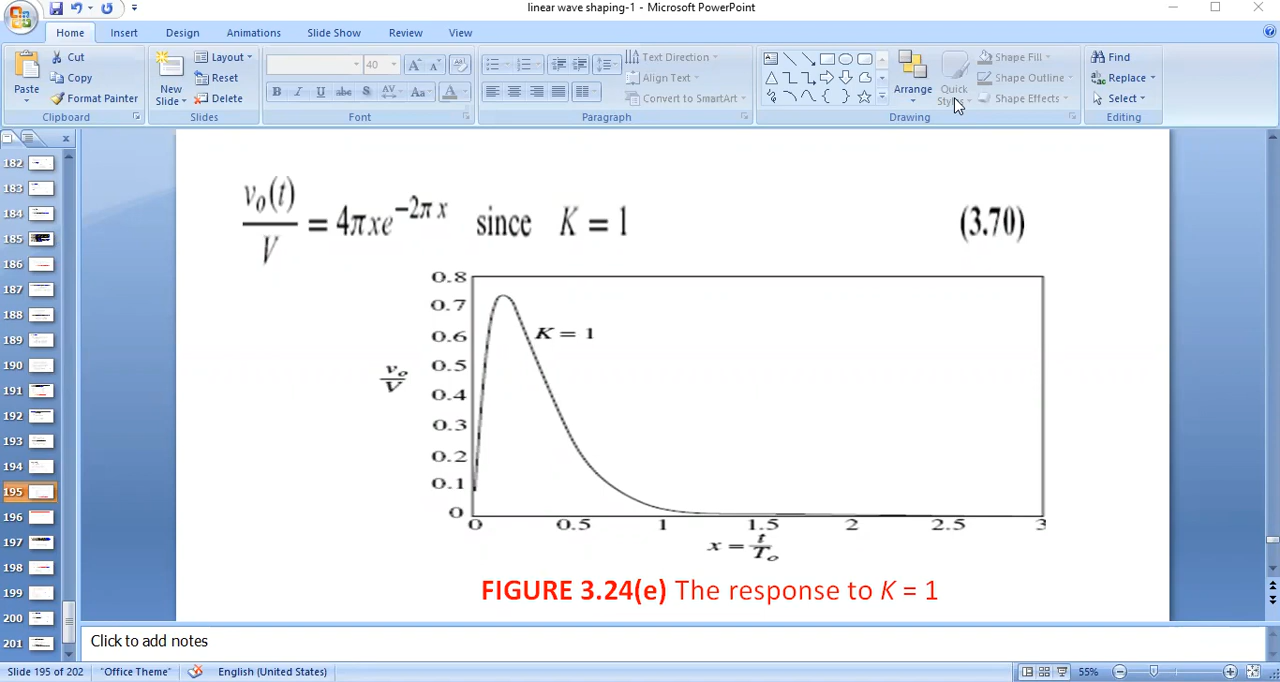 linear wave shaping-1 - Microsoft PowerPoint
Home Insert Design Animations Slide Show Review View
Paste
Cut
Copy
Format Painter
Clipboard
New Slide
Layout
Reset
Delete
Slides
40
B I U abc S AV Aa A
Font
Text Direction
Align Text
Convert to SmartArt
Paragraph
Arrange
Quick Styles
Shape Fill
Shape Outline
Shape Effects
Drawing
Find
Replace
Select
Editing
182
183
184
185
186
187
188
189
190
191
192
193
194
195
196
197
198
199
200
201
v₀(t)/V = 4πxe^(−2πx) since K = 1 (3.70)
0.8
0.7
0.6
0.5
0.4
0.3
0.2
0.1
0
vₒ/V
K = 1
0 0.5 1 1.5 2 2.5 3
x = t/Tₒ
FIGURE 3.24(e) The response to K = 1
Click to add notes
Slide 195 of 202 "Office Theme" English (United States) 55%